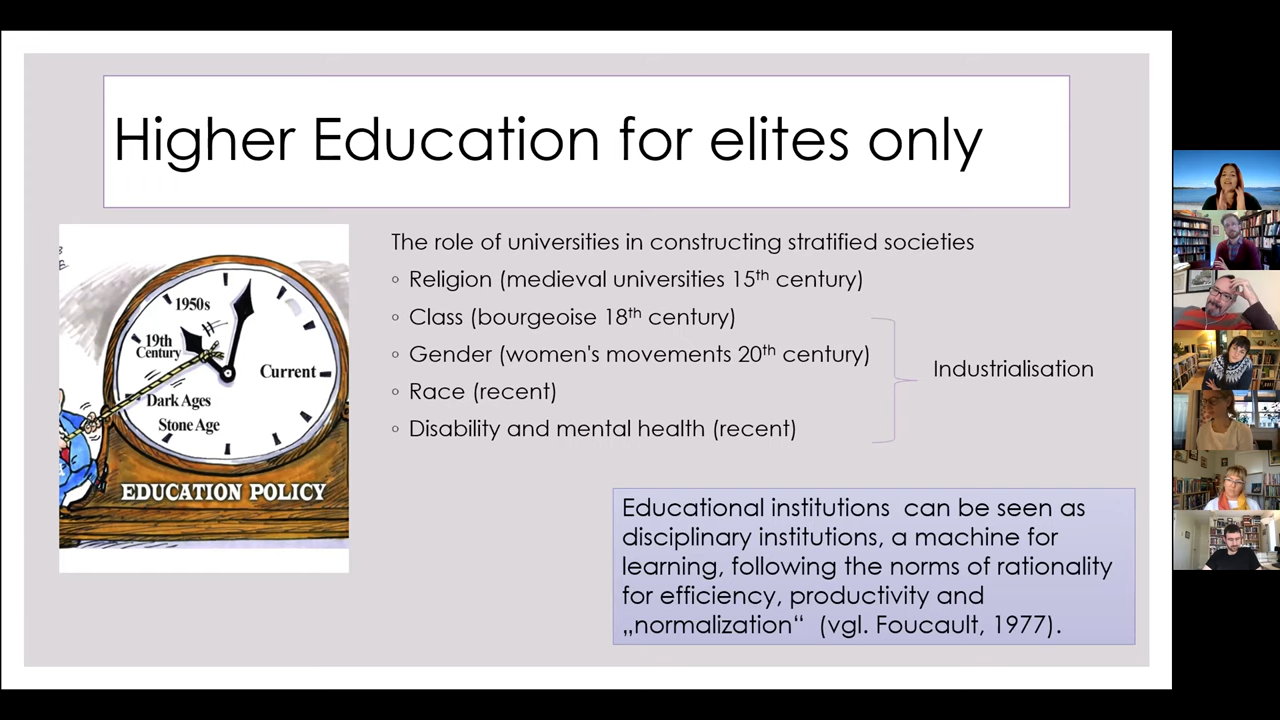 Higher Education for elites only
The role of universities in constructing stratified societies
◦ Religion (medieval universities 15th century)
◦ Class (bourgeoise 18th century)
◦ Gender (women's movements 20th century)
◦ Race (recent)
◦ Disability and mental health (recent)
Industrialisation
1950s
19th
Century
Current
Dark Ages
Stone Age
EDUCATION POLICY
Educational institutions can be seen as
disciplinary institutions, a machine for
learning, following the norms of rationality
for efficiency, productivity and
„normalization“ (vgl. Foucault, 1977).